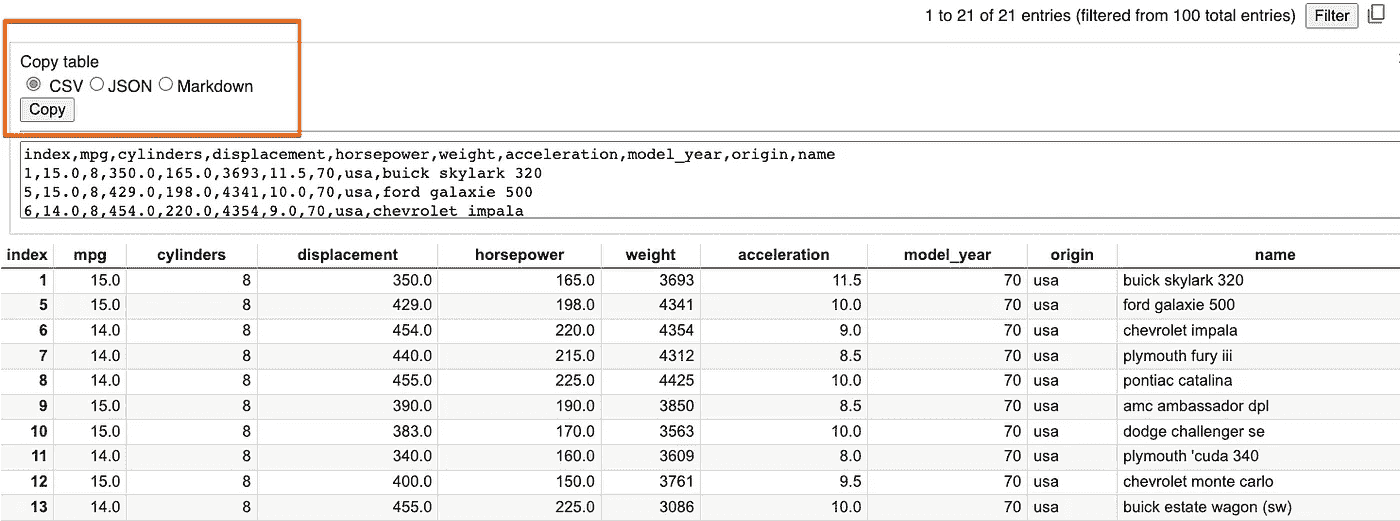 1 to 21 of 21 entries (filtered from 100 total entries) Filter
Copy table
CSV JSON Markdown
Copy
index,mpg,cylinders,displacement,horsepower,weight,acceleration,model_year,origin,name
1,15.0,8,350.0,165.0,3693,11.5,70,usa,buick skylark 320
5,15.0,8,429.0,198.0,4341,10.0,70,usa,ford galaxie 500
6,14.0,8,454.0,220.0,4354,9.0,70,usa,chevrolet impala
index mpg cylinders displacement horsepower weight acceleration model_year origin name
1 15.0 8 350.0 165.0 3693 11.5 70 usa buick skylark 320
5 15.0 8 429.0 198.0 4341 10.0 70 usa ford galaxie 500
6 14.0 8 454.0 220.0 4354 9.0 70 usa chevrolet impala
7 14.0 8 440.0 215.0 4312 8.5 70 usa plymouth fury iii
8 14.0 8 455.0 225.0 4425 10.0 70 usa pontiac catalina
9 15.0 8 390.0 190.0 3850 8.5 70 usa amc ambassador dpl
10 15.0 8 383.0 170.0 3563 10.0 70 usa dodge challenger se
11 14.0 8 340.0 160.0 3609 8.0 70 usa plymouth 'cuda 340
12 15.0 8 400.0 150.0 3761 9.5 70 usa chevrolet monte carlo
13 14.0 8 455.0 225.0 3086 10.0 70 usa buick estate wagon (sw)